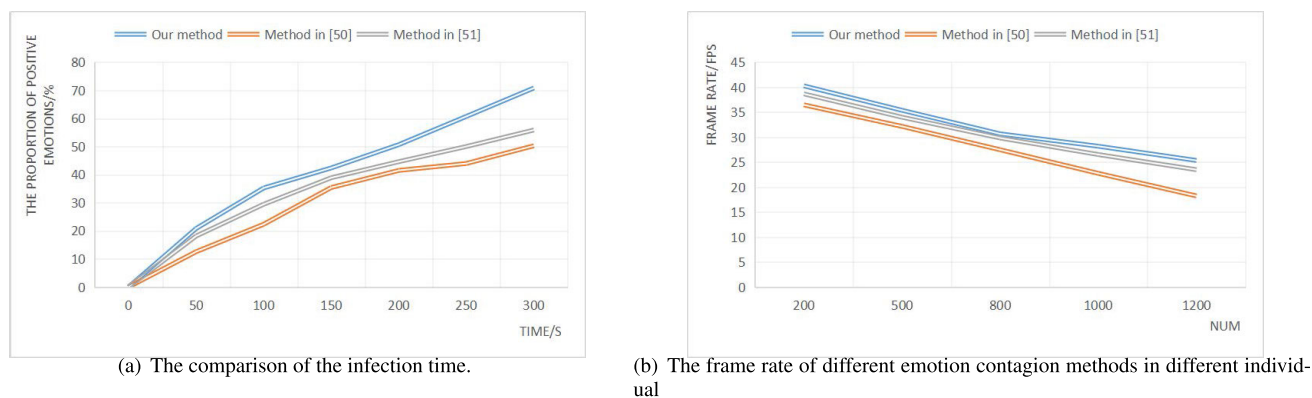 Our method Method in [50] Method in [51]
THE PROPORTION OF POSITIVE
EMOTIONS/%
80
70
60
50
40
30
20
10
0
0 50 100 150 200 250 300
TIME/S
(a) The comparison of the infection time.
Our method Method in [50] Method in [51]
FRAME RATE/FPS
45
40
35
30
25
20
15
10
5
0
200 500 800 1000 1200
NUM
(b) The frame rate of different emotion contagion methods in different individ-
ual